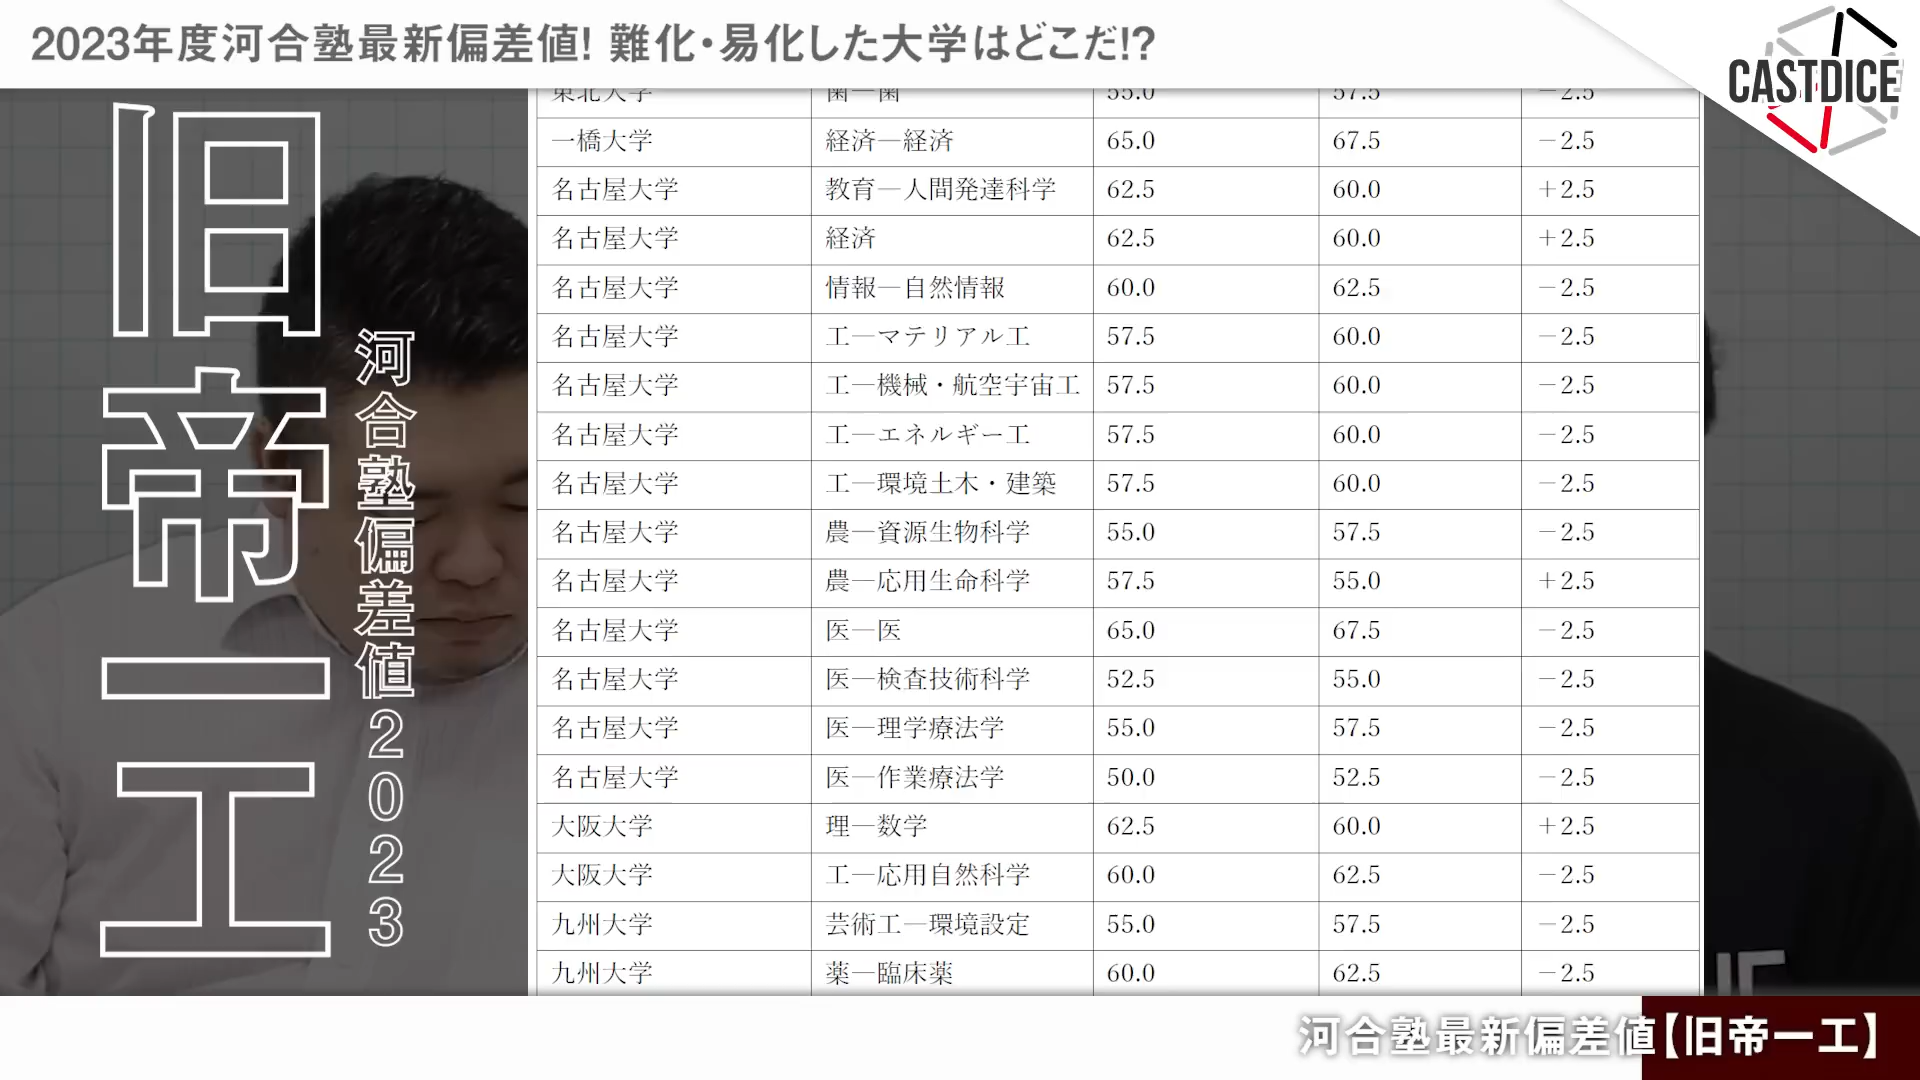 2023年度河合塾最新偏差値! 難化・易化した大学はどこだ!?
CASTDICE
旧帝一工
河合塾偏差値2023
東北大学 歯―歯 55.0 57.5 －2.5
一橋大学 経済―経済 65.0 67.5 －2.5
名古屋大学 教育―人間発達科学 62.5 60.0 ＋2.5
名古屋大学 経済 62.5 60.0 ＋2.5
名古屋大学 情報―自然情報 60.0 62.5 －2.5
名古屋大学 工―マテリアル工 57.5 60.0 －2.5
名古屋大学 工―機械・航空宇宙工 57.5 60.0 －2.5
名古屋大学 工―エネルギー工 57.5 60.0 －2.5
名古屋大学 工―環境土木・建築 57.5 60.0 －2.5
名古屋大学 農―資源生物科学 55.0 57.5 －2.5
名古屋大学 農―応用生命科学 57.5 55.0 ＋2.5
名古屋大学 医―医 65.0 67.5 －2.5
名古屋大学 医―検査技術科学 52.5 55.0 －2.5
名古屋大学 医―理学療法学 55.0 57.5 －2.5
名古屋大学 医―作業療法学 50.0 52.5 －2.5
大阪大学 理―数学 62.5 60.0 ＋2.5
大阪大学 工―応用自然科学 60.0 62.5 －2.5
九州大学 芸術工―環境設定 55.0 57.5 －2.5
九州大学 薬―臨床薬 60.0 62.5 －2.5
河合塾最新偏差値【旧帝一工】